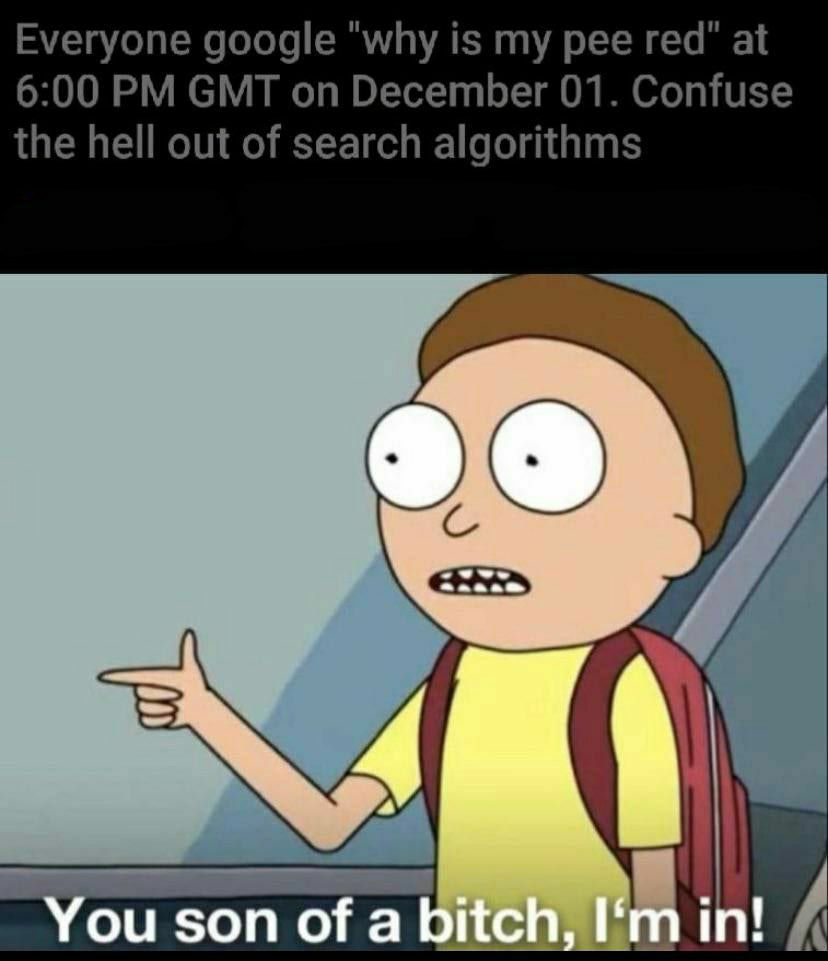 Everyone google "why is my pee red" at
6:00 PM GMT on December 01. Confuse
the hell out of search algorithms
You son of a bitch, I'm in!